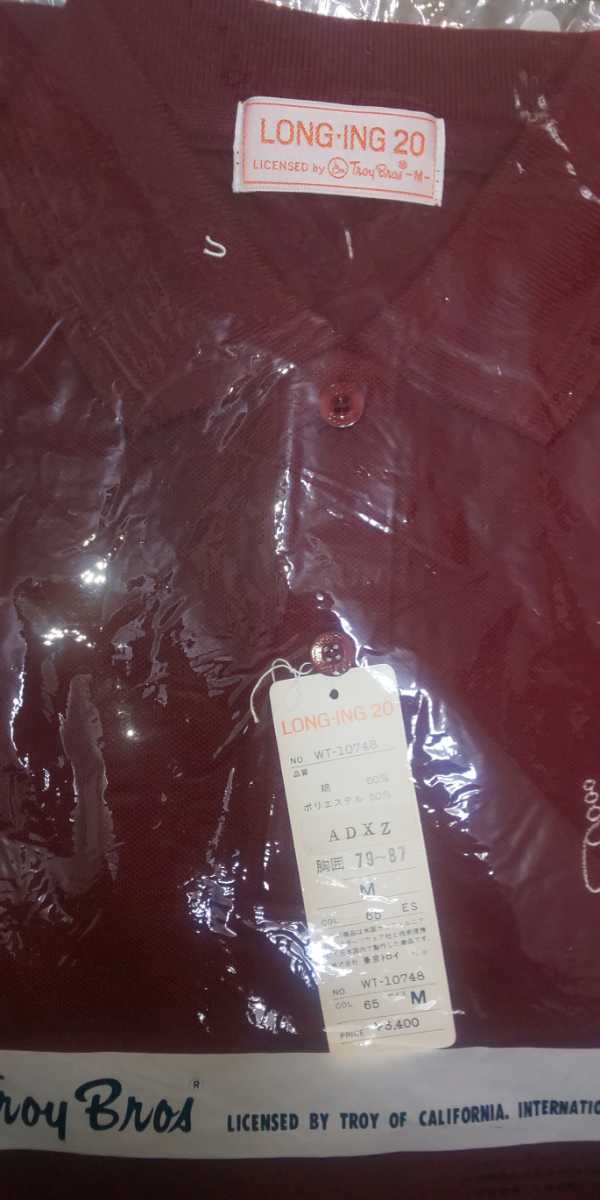 LONG·ING 20
LICENSED by Troy Bros® -M-
LONG·ING 20
NO. WT-10748
品質
綿 50%
ポリエステル 50%
ADXZ
胸囲 79~87
M
COL 65 ES
NO. WT-10748
COL 65 M
PRICE ¥3,400
Troy Bros®
LICENSED BY TROY OF CALIFORNIA. INTERNATIO